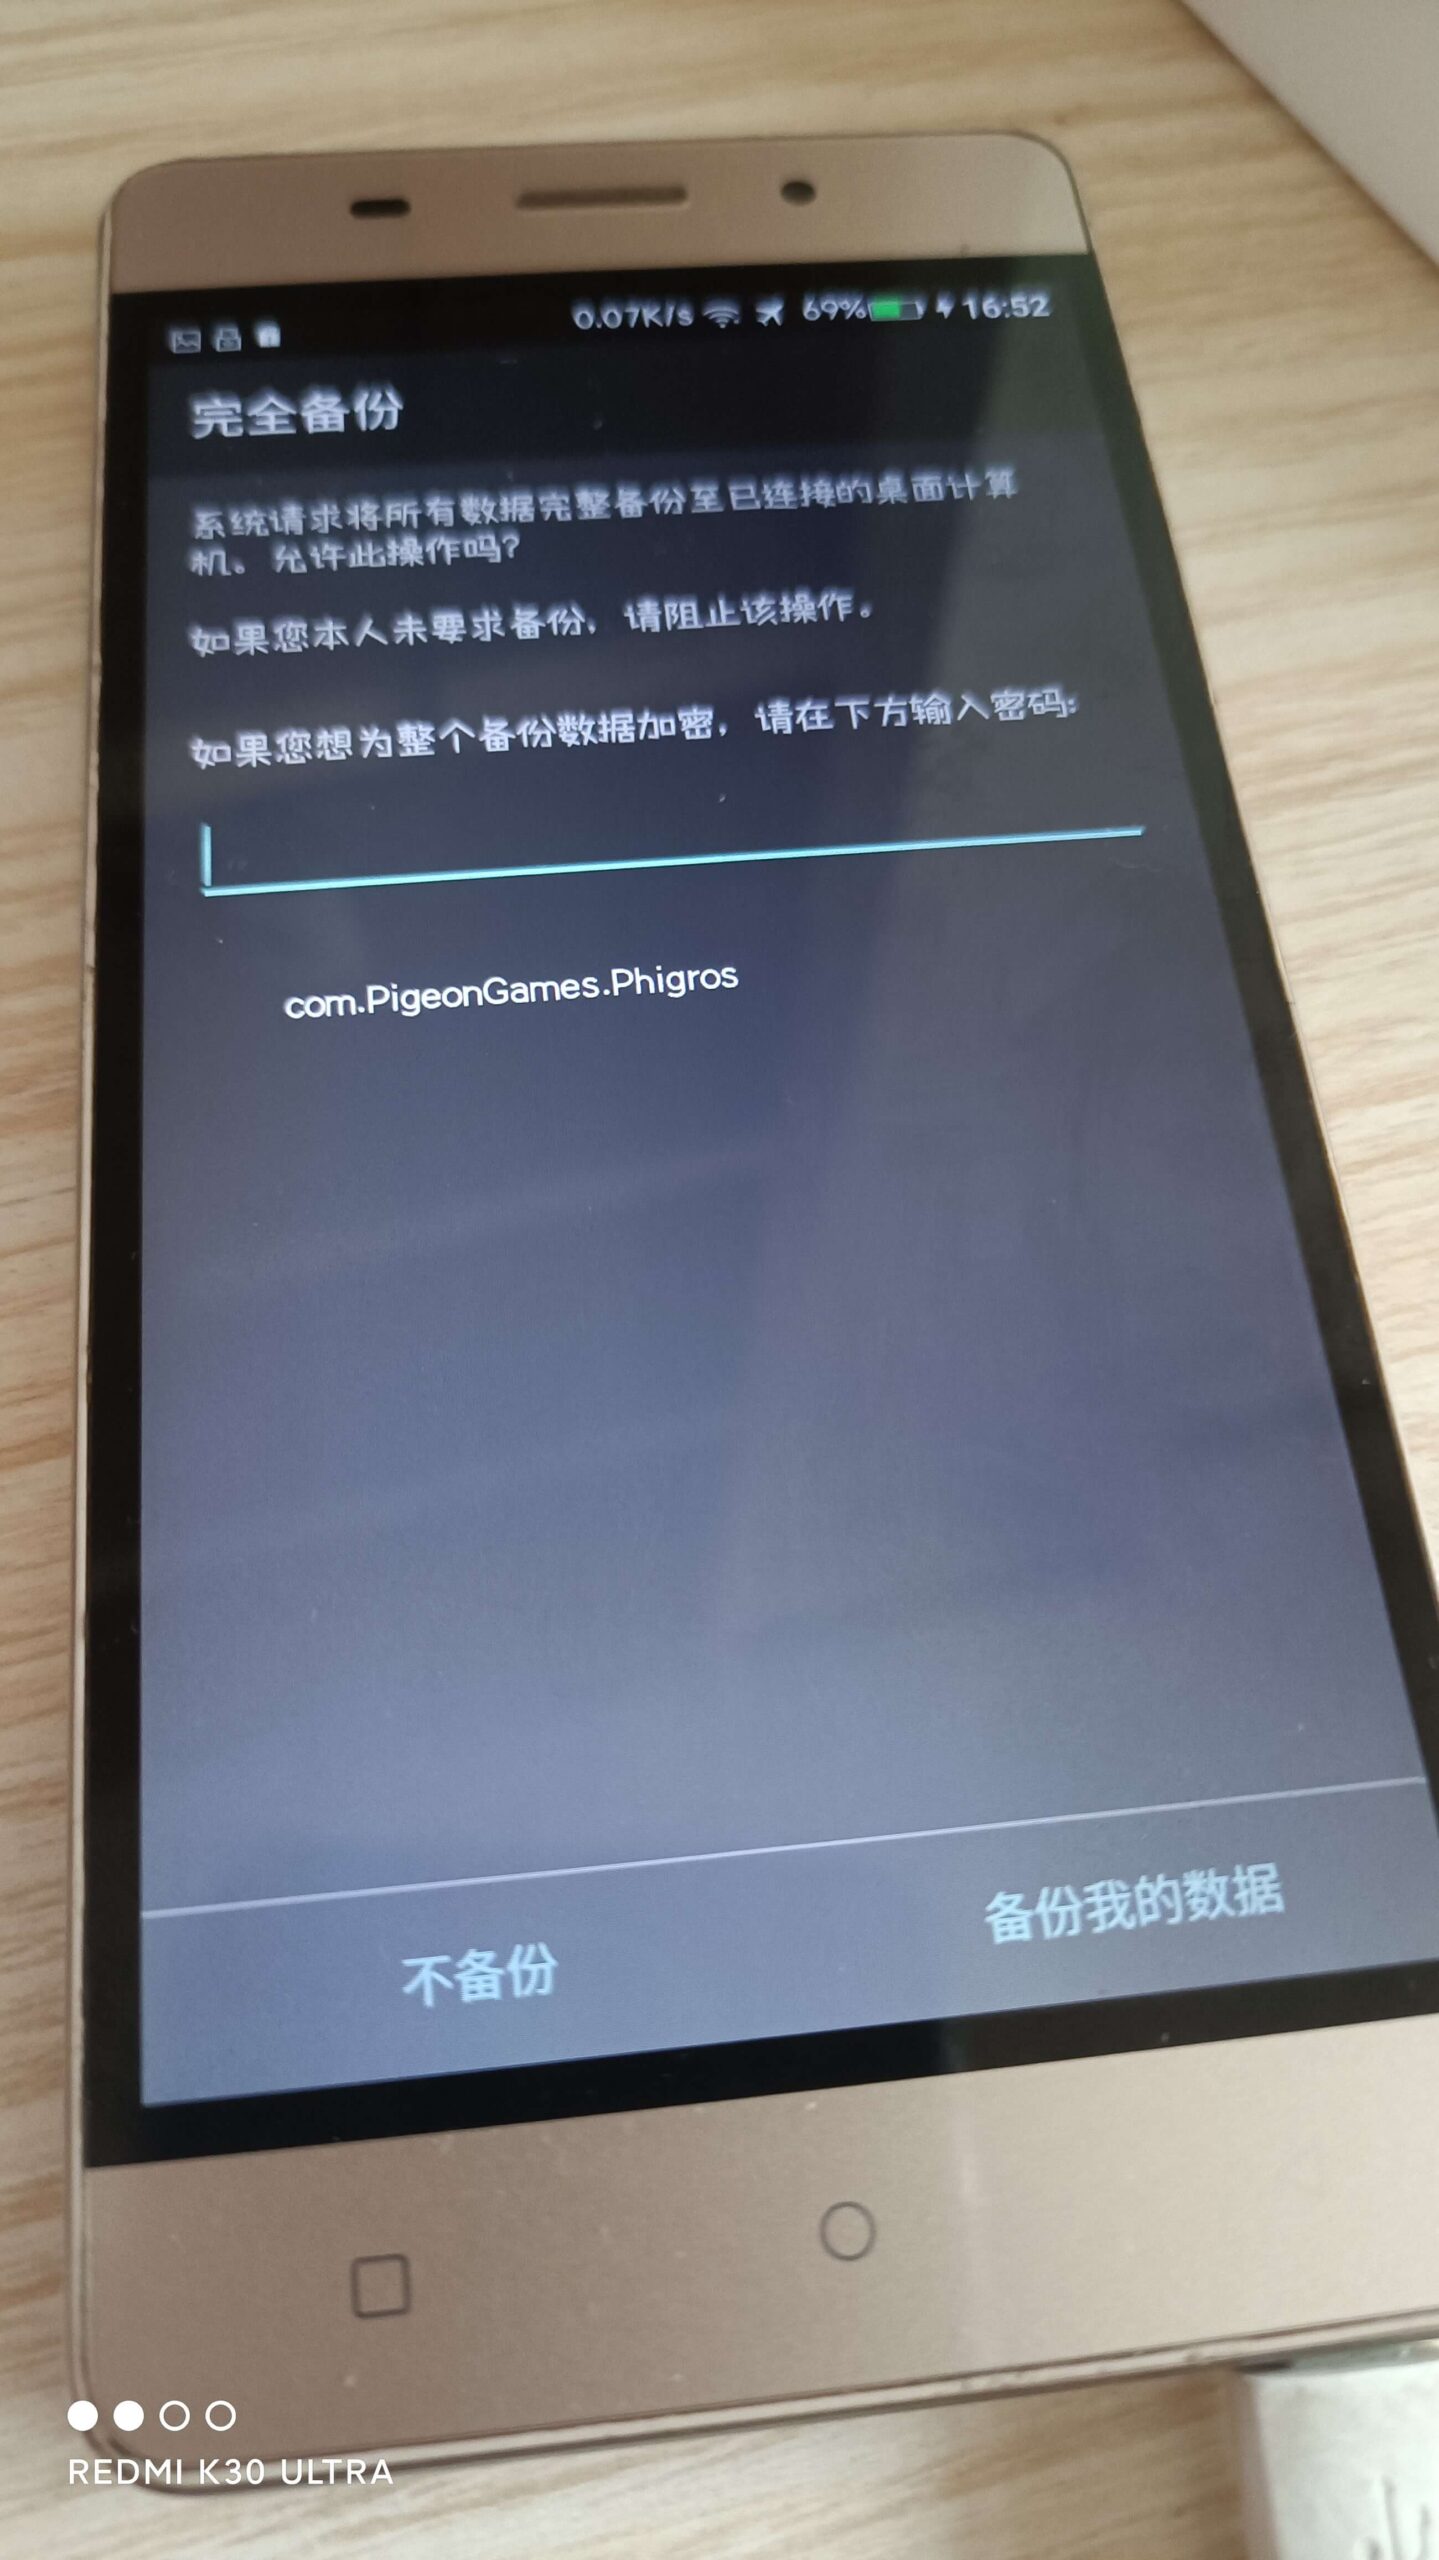 0.07K/s 69% 16:52
完全备份
系统请求将所有数据完整备份至已连接的桌面计算
机。允许此操作吗？
如果您本人未要求备份，请阻止该操作。
如果您想为整个备份数据加密，请在下方输入密码:
com.PigeonGames.Phigros
不备份 备份我的数据
REDMI K30 ULTRA